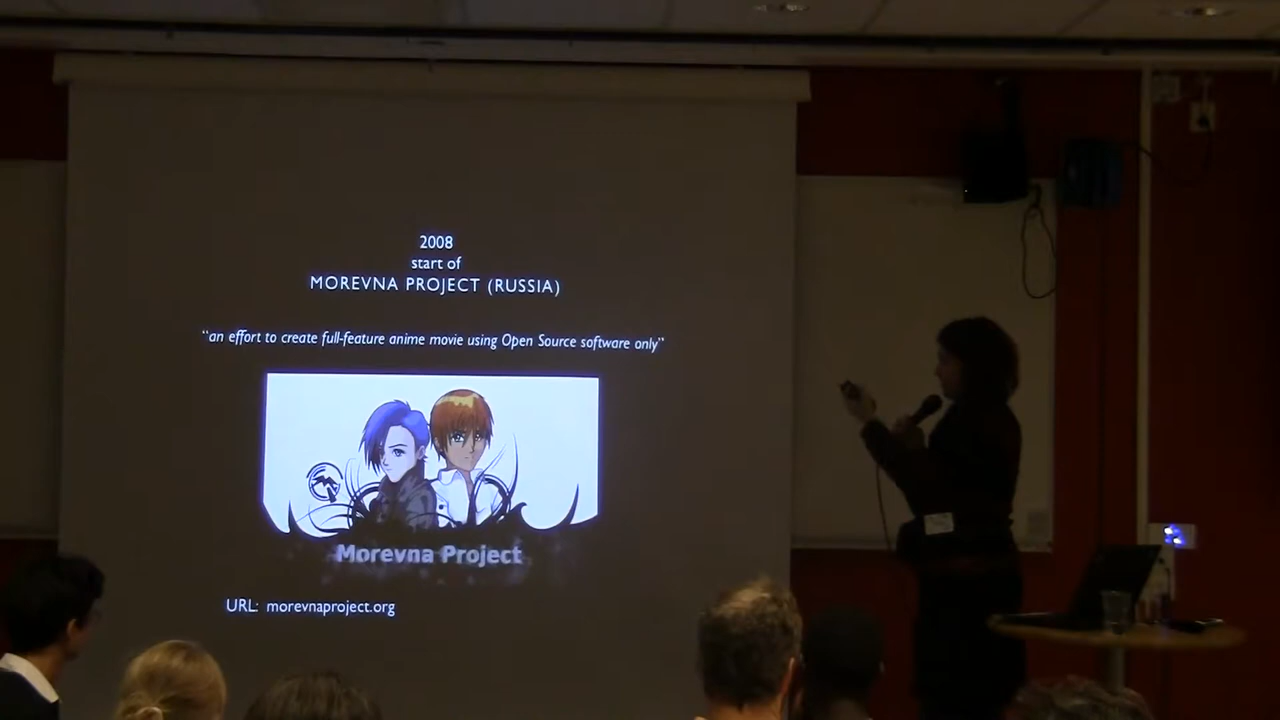 2008
start of
MOREVNA PROJECT (RUSSIA)
"an effort to create full-feature anime movie using Open Source software only"
Morevna Project
URL: morevnaproject.org